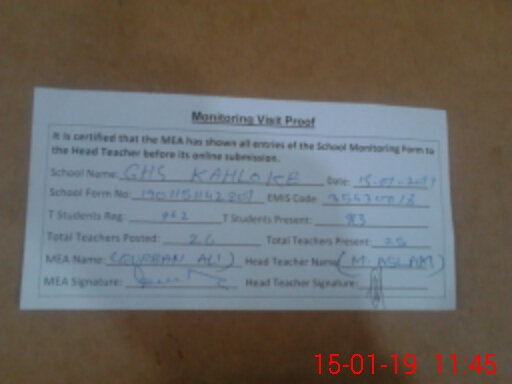 Monitoring Visit Proof
It is certified that the MEA has shown all entries of the School Monitoring Form to
the Head Teacher before its online submission.
School Name: GHS KAHLOKE Date: 15-01-2019
School Form No: EMIS Code:
T Students Reg: T Students Present:
Total Teachers Posted: 26 Total Teachers Present: 25
MEA Name: (QURBAN ALI) Head Teacher Name: (M. ASLAM)
MEA Signature: Head Teacher Signature:
15-01-19 11:45